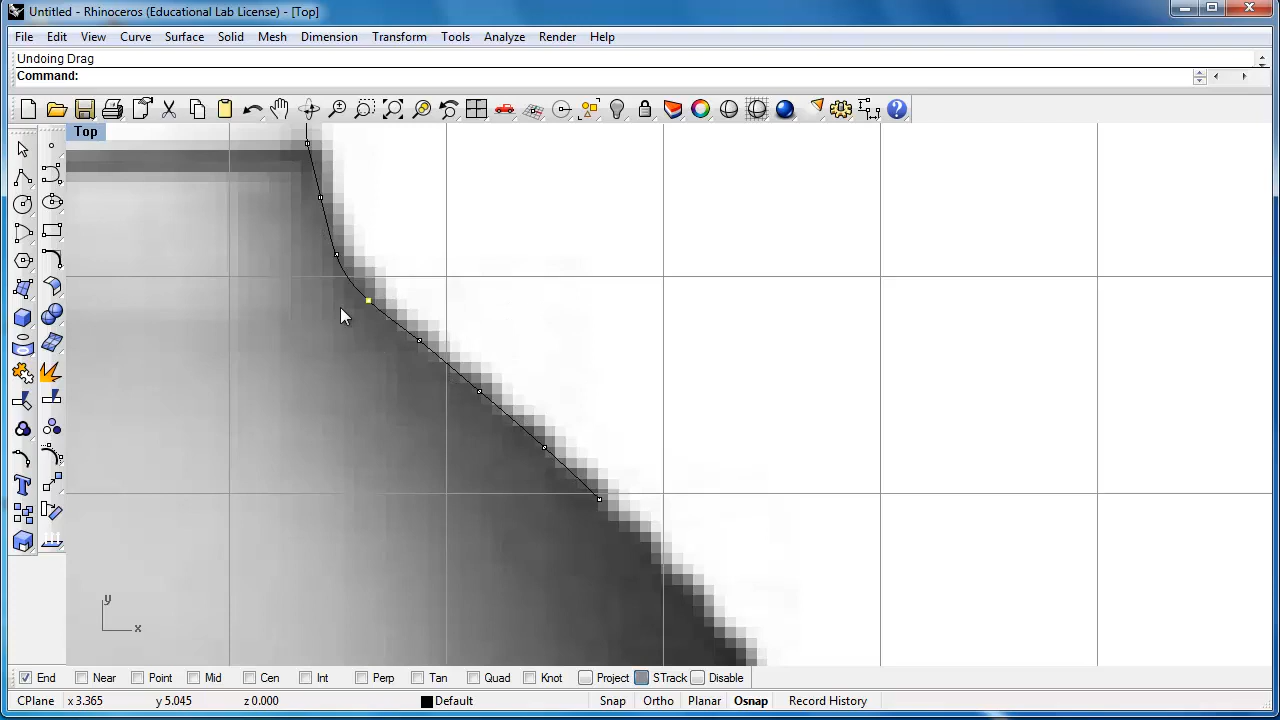 Untitled - Rhinoceros (Educational Lab License) - [Top]
File Edit View Curve Surface Solid Mesh Dimension Transform Tools Analyze Render Help
Undoing Drag
Command:
Top
y
x
End Near Point Mid Cen Int Perp Tan Quad Knot Project STrack Disable
CPlane x 3.365 y 5.045 z 0.000 Default Snap Ortho Planar Osnap Record History